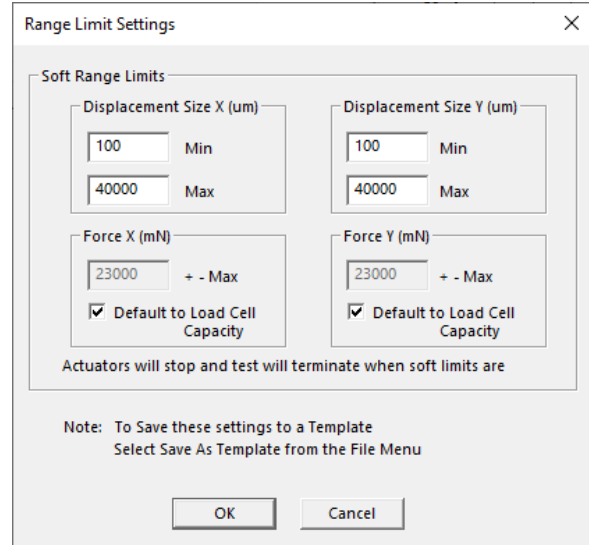 Range Limit Settings
Soft Range Limits
Displacement Size X (um)
100 Min
40000 Max
Displacement Size Y (um)
100 Min
40000 Max
Force X (mN)
23000 + - Max
Default to Load Cell
Capacity
Force Y (mN)
23000 + - Max
Default to Load Cell
Capacity
Actuators will stop and test will terminate when soft limits are
Note: To Save these settings to a Template
Select Save As Template from the File Menu
OK Cancel